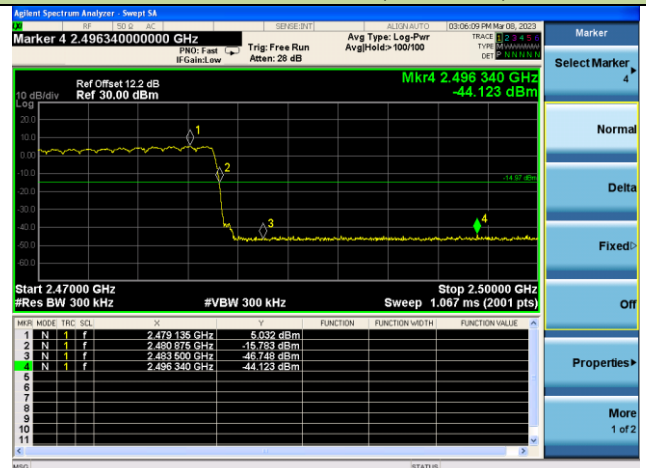 Agilent Spectrum Analyzer - Swept SA
RF 50 Ω AC SENSE:INT ALIGN AUTO 03:06:09 PM Mar 08, 2023
Marker 4 2.496340000000 GHz
PNO: Fast
IFGain:Low
Trig: Free Run
Atten: 28 dB
Avg Type: Log-Pwr
Avg|Hold:> 100/100
TRACE 1 2 3 4 5 6
TYPE M
DET P N N N N N
Mkr4 2.496 340 GHz
-44.123 dBm
Ref Offset 12.2 dB
10 dB/div Ref 30.00 dBm
Log
20.0
10.0
0.00
-10.0
-20.0
-30.0
-40.0
-50.0
-60.0
1
2
3
4
-14.97 dBm
Start 2.47000 GHz
Stop 2.50000 GHz
#Res BW 300 kHz
#VBW 300 kHz
Sweep 1.067 ms (2001 pts)
MKR MODE TRC SCL X Y FUNCTION FUNCTION WIDTH FUNCTION VALUE
1 N 1 f 2.479 135 GHz 5.032 dBm
2 N 1 f 2.480 875 GHz -15.783 dBm
3 N 1 f 2.483 500 GHz -46.748 dBm
4 N 1 f 2.496 340 GHz -44.123 dBm
5
6
7
8
9
10
11
MSG
STATUS
Marker
Select Marker
4
Normal
Delta
Fixed
Off
Properties
More
1 of 2